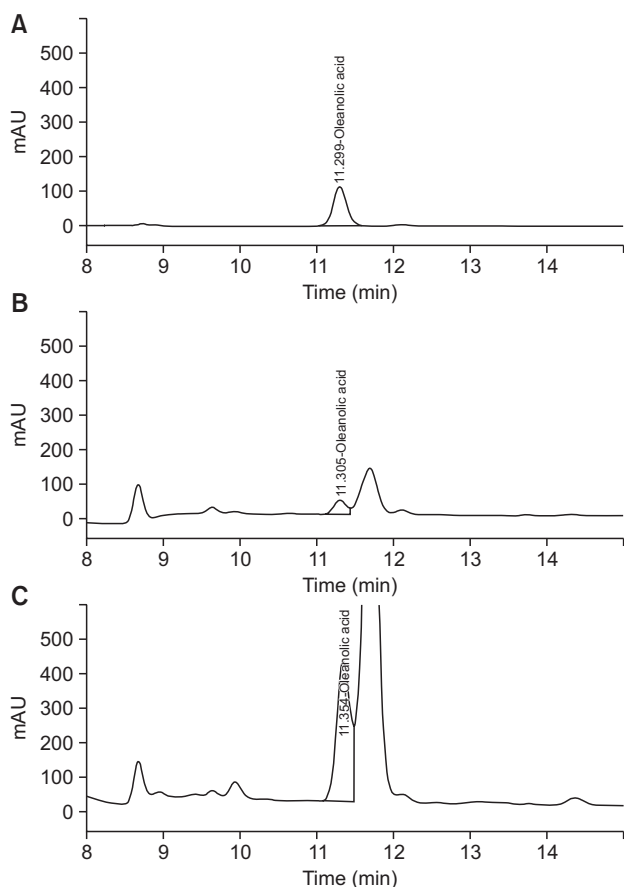 A
500
400
300
200
100
0
mAU
11.299-Oleanolic acid
8 9 10 11 12 13 14
Time (min)
B
500
400
300
200
100
0
mAU
11.305-Oleanolic acid
8 9 10 11 12 13 14
Time (min)
C
500
400
300
200
100
0
mAU
11.354-Oleanolic acid
8 9 10 11 12 13 14
Time (min)